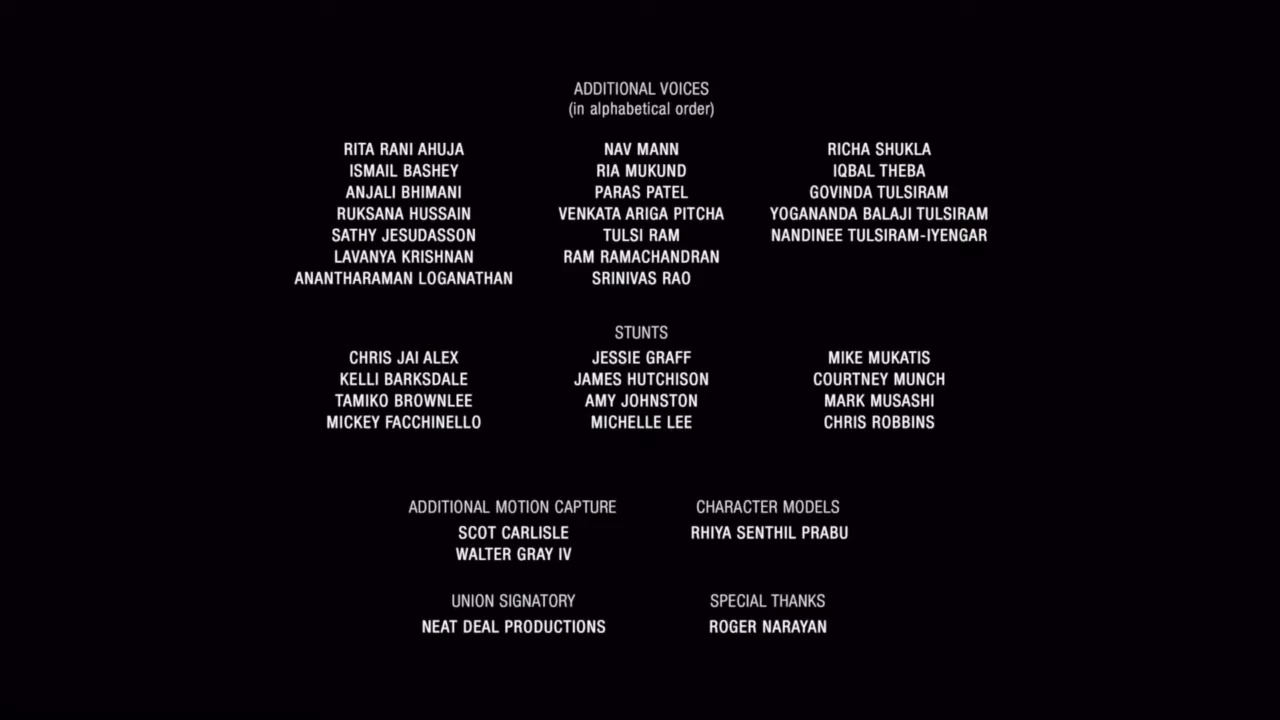 ADDITIONAL VOICES
(in alphabetical order)
RITA RANI AHUJA
ISMAIL BASHEY
ANJALI BHIMANI
RUKSANA HUSSAIN
SATHY JESUDASSON
LAVANYA KRISHNAN
ANANTHARAMAN LOGANATHAN
NAV MANN
RIA MUKUND
PARAS PATEL
VENKATA ARIGA PITCHA
TULSI RAM
RAM RAMACHANDRAN
SRINIVAS RAO
RICHA SHUKLA
IQBAL THEBA
GOVINDA TULSIRAM
YOGANANDA BALAJI TULSIRAM
NANDINEE TULSIRAM-IYENGAR
STUNTS
CHRIS JAI ALEX
KELLI BARKSDALE
TAMIKO BROWNLEE
MICKEY FACCHINELLO
JESSIE GRAFF
JAMES HUTCHISON
AMY JOHNSTON
MICHELLE LEE
MIKE MUKATIS
COURTNEY MUNCH
MARK MUSASHI
CHRIS ROBBINS
ADDITIONAL MOTION CAPTURE
SCOT CARLISLE
WALTER GRAY IV
CHARACTER MODELS
RHIYA SENTHIL PRABU
UNION SIGNATORY
NEAT DEAL PRODUCTIONS
SPECIAL THANKS
ROGER NARAYAN